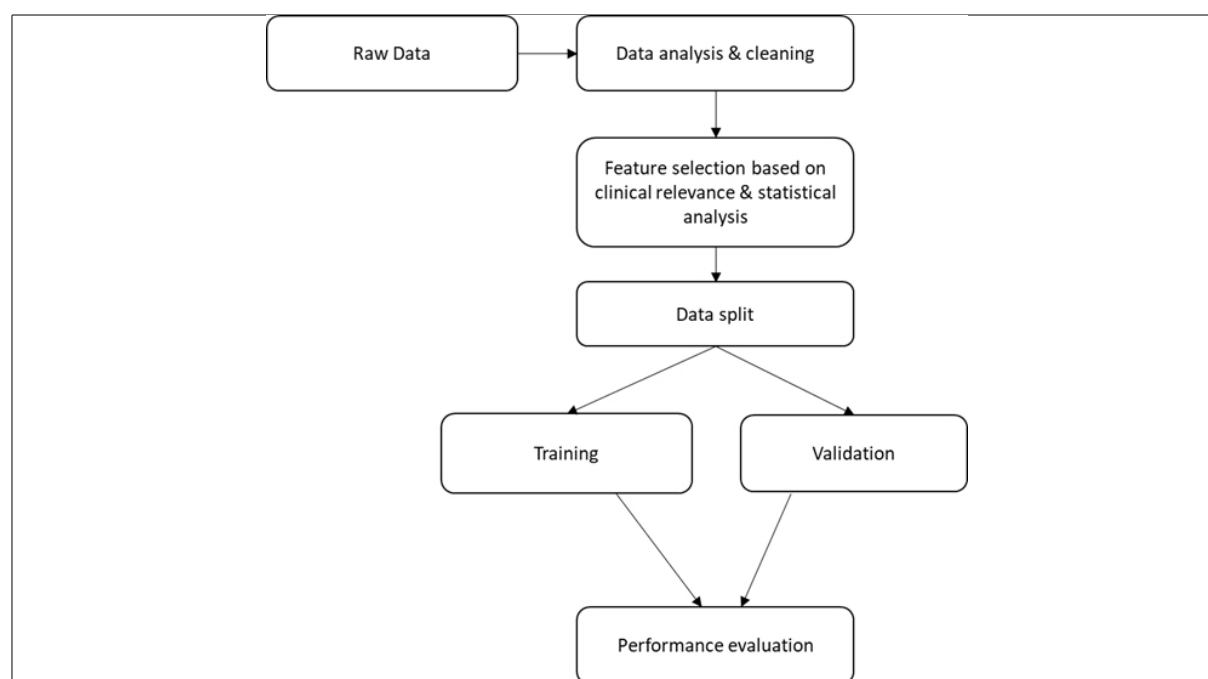 Raw Data
Data analysis & cleaning
Feature selection based on
clinical relevance & statistical
analysis
Data split
Training
Validation
Performance evaluation